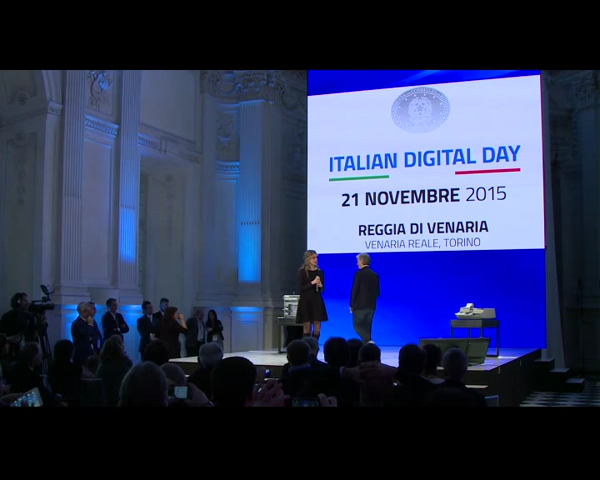 ITALIAN DIGITAL DAY
21 NOVEMBRE 2015
REGGIA DI VENARIA
VENARIA REALE, TORINO